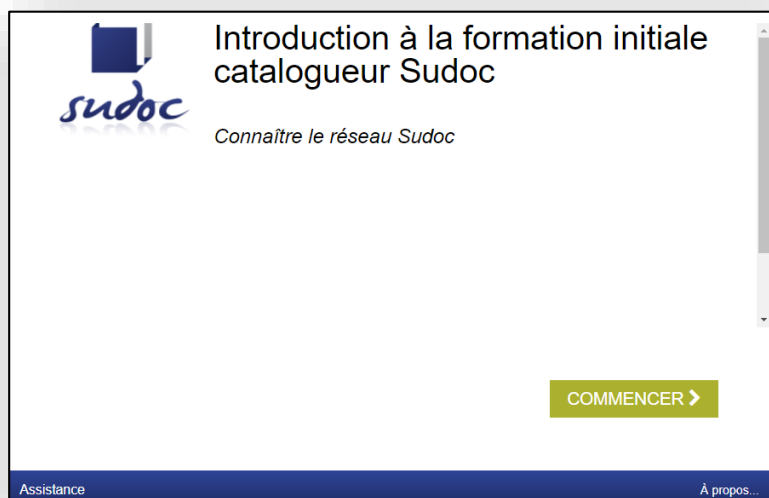 Introduction à la formation initiale
catalogueur Sudoc
sudoc
Connaître le réseau Sudoc
COMMENCER
Assistance
À propos...